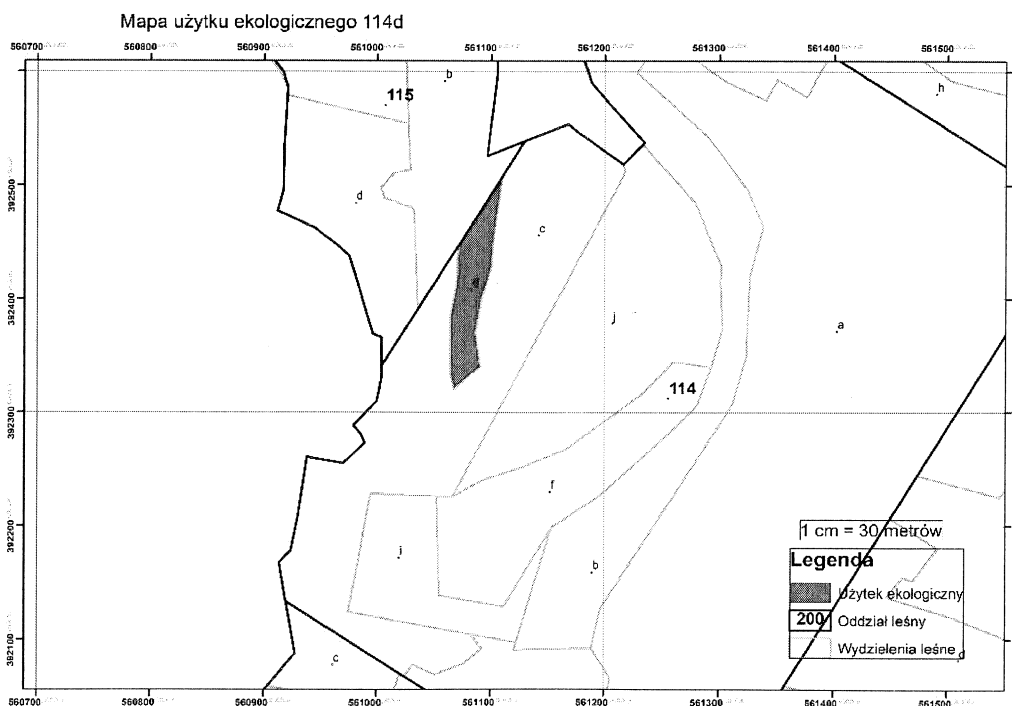 Mapa użytku ekologicznego 114d
560700 560800 560900 561000 561100 561200 561300 561400 561500
b
115
h
392500
d
c
392400
j
a
114
392300
f
392200
1 cm = 30 metrów
i
b
Legenda
Użytek ekologiczny
200 Oddział leśny
392100
Wydzielenia leśne
c
d
560700 560800 560900 561000 561100 561200 561300 561400 561500